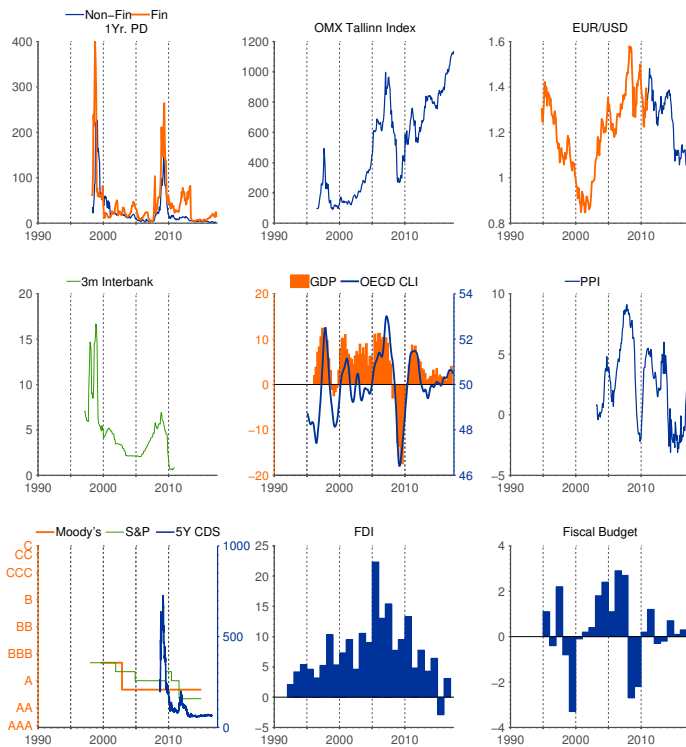 Non−Fin Fin
1Yr. PD
400
300
200
100
0
1990 2000 2010
OMX Tallinn Index
1200
1000
800
600
400
200
0
1990 2000 2010
EUR/USD
1.6
1.4
1.2
1
0.8
1990 2000 2010
3m Interbank
20
15
10
5
0
1990 2000 2010
GDP OECD CLI
20 54
10 52
0 50
−10 48
−20 46
1990 2000 2010
PPI
10
5
0
−5
1990 2000 2010
Moody's S&P 5Y CDS
C 1000
CC
CCC
B
BB 500
BBB
A
AA
AAA 0
1990 2000 2010
FDI
25
20
15
10
5
0
−5
1990 2000 2010
Fiscal Budget
4
2
0
−2
−4
1990 2000 2010